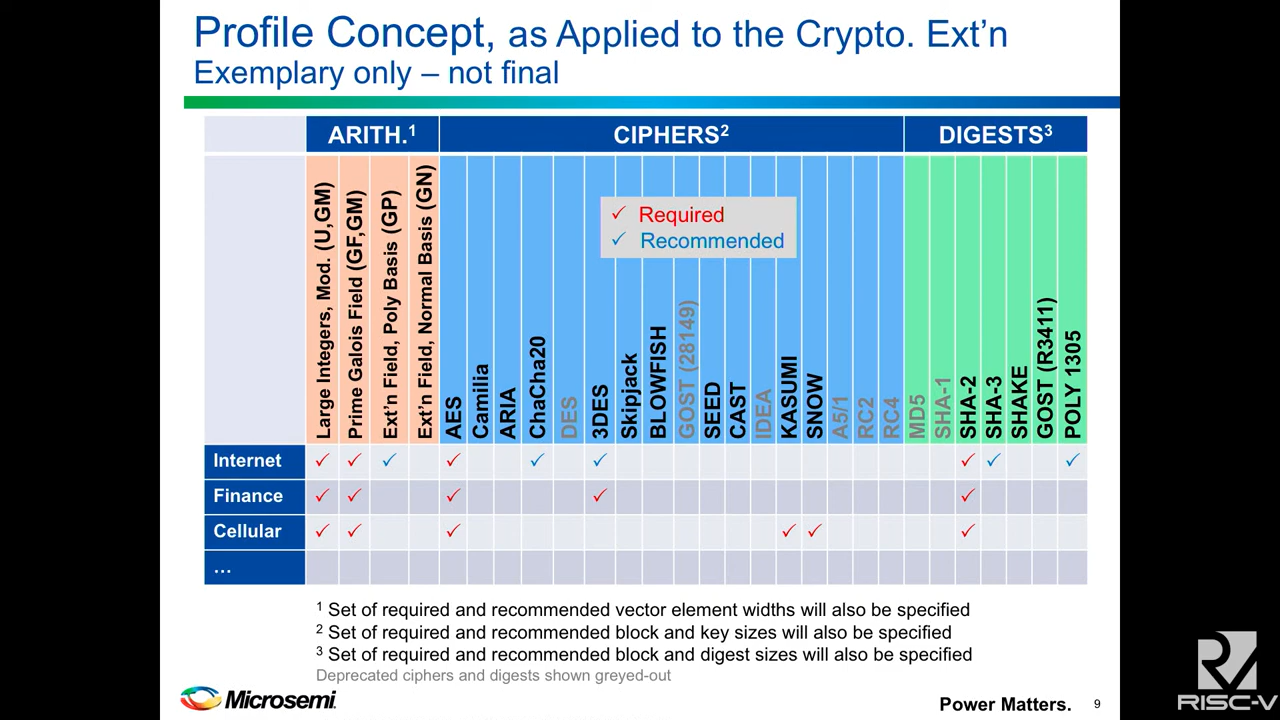 Profile Concept, as Applied to the Crypto. Ext'n
Exemplary only – not final
ARITH.¹ CIPHERS² DIGESTS³
Large Integers, Mod. (U,GM)
Prime Galois Field (GF,GM)
Ext'n Field, Poly Basis (GP)
Ext'n Field, Normal Basis (GN)
AES
Camilia
ARIA
ChaCha20
DES
3DES
Skipjack
BLOWFISH
GOST (28149)
SEED
CAST
IDEA
KASUMI
SNOW
A5/1
RC2
RC4
MD5
SHA-1
SHA-2
SHA-3
SHAKE
GOST (R3411)
POLY 1305
✓ Required
✓ Recommended
Internet ✓ ✓ ✓ ✓ ✓ ✓ ✓ ✓ ✓
Finance ✓ ✓ ✓ ✓ ✓
Cellular ✓ ✓ ✓ ✓ ✓ ✓
…
¹ Set of required and recommended vector element widths will also be specified
² Set of required and recommended block and key sizes will also be specified
³ Set of required and recommended block and digest sizes will also be specified
Deprecated ciphers and digests shown greyed-out
Microsemi.
Power Matters. 9
RISC-V